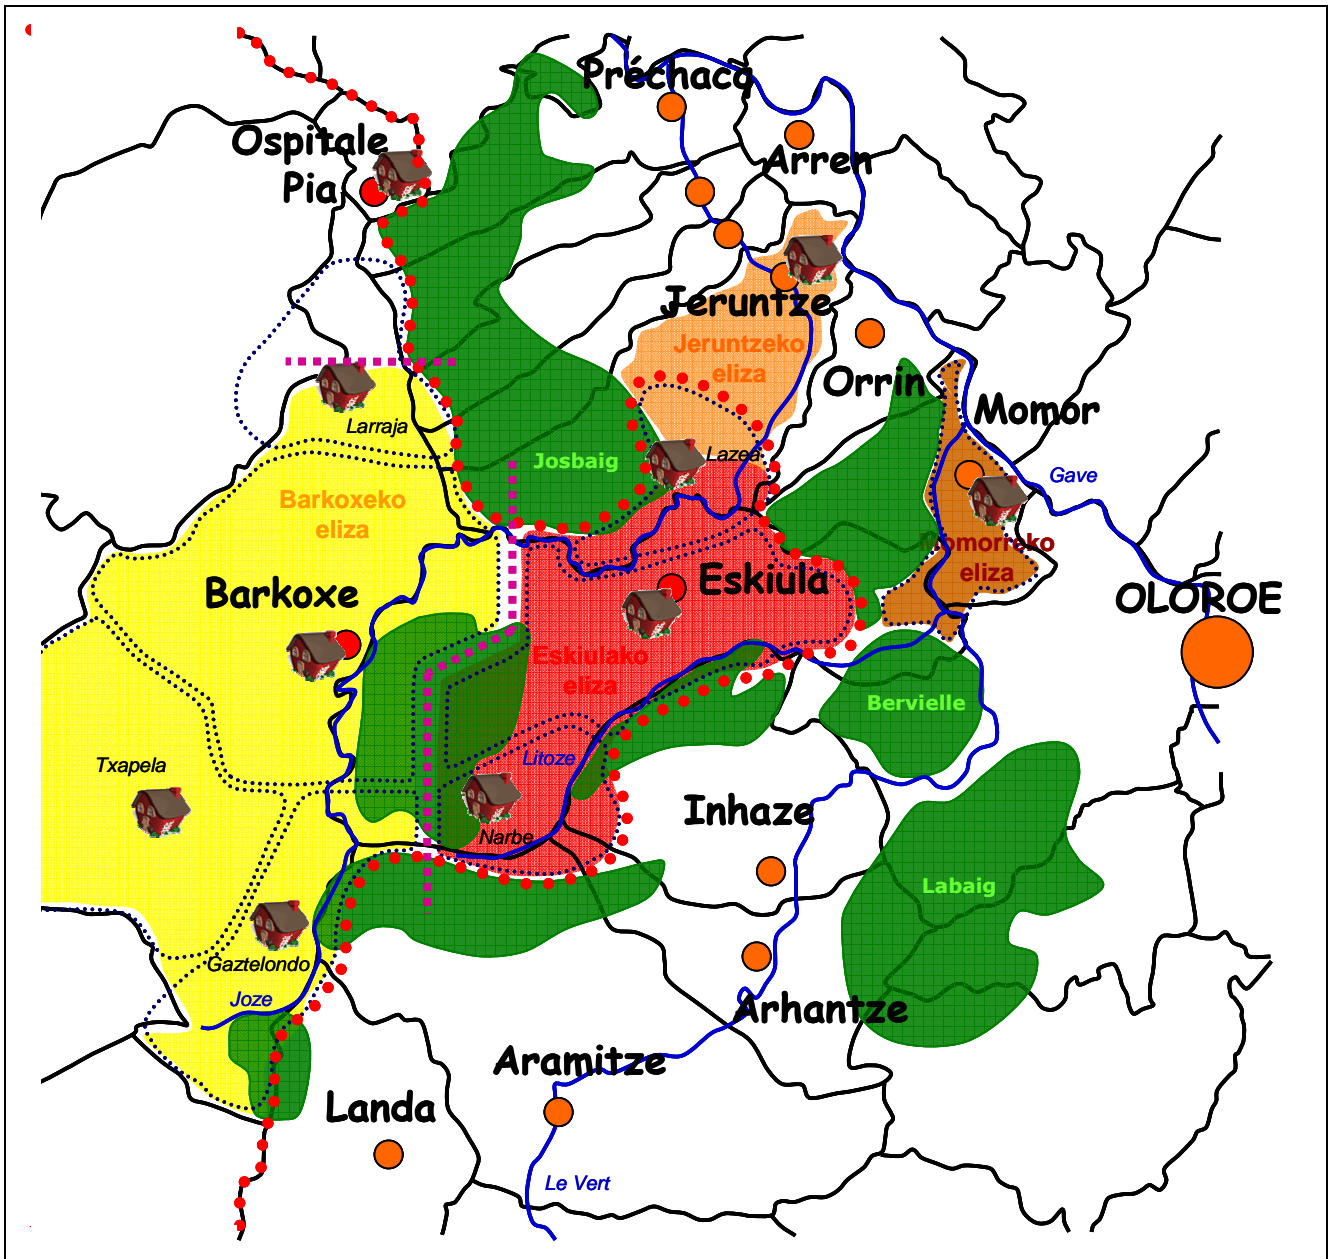 Préchacq
Ospitale
Pia
Arren
Jeruntze
Jeruntzeko
eliza
Orrin
Momor
Larraja
Lazea
Josbaig
Gave
Barkoxeko
eliza
Momorreko
eliza
Barkoxe
Eskiula
OLOROE
Eskiulako
eliza
Bervielle
Txapela
Litoze
Inhaze
Narbe
Labaig
Gaztelondo
Joze
Arhantze
Aramitze
Landa
Le Vert